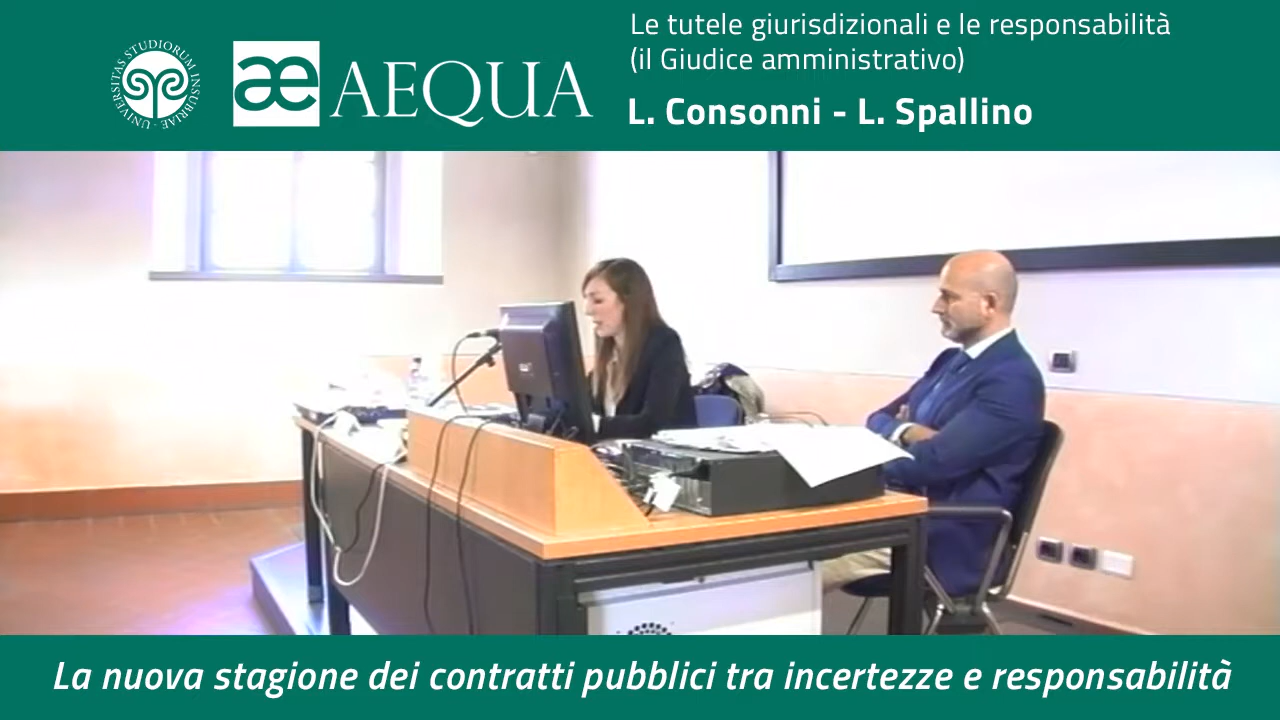 UNIVERSITAS STUDIORUM INSUBRIAE
æ AEQUA
Le tutele giurisdizionali e le responsabilità
(il Giudice amministrativo)
L. Consonni - L. Spallino
La nuova stagione dei contratti pubblici tra incertezze e responsabilità